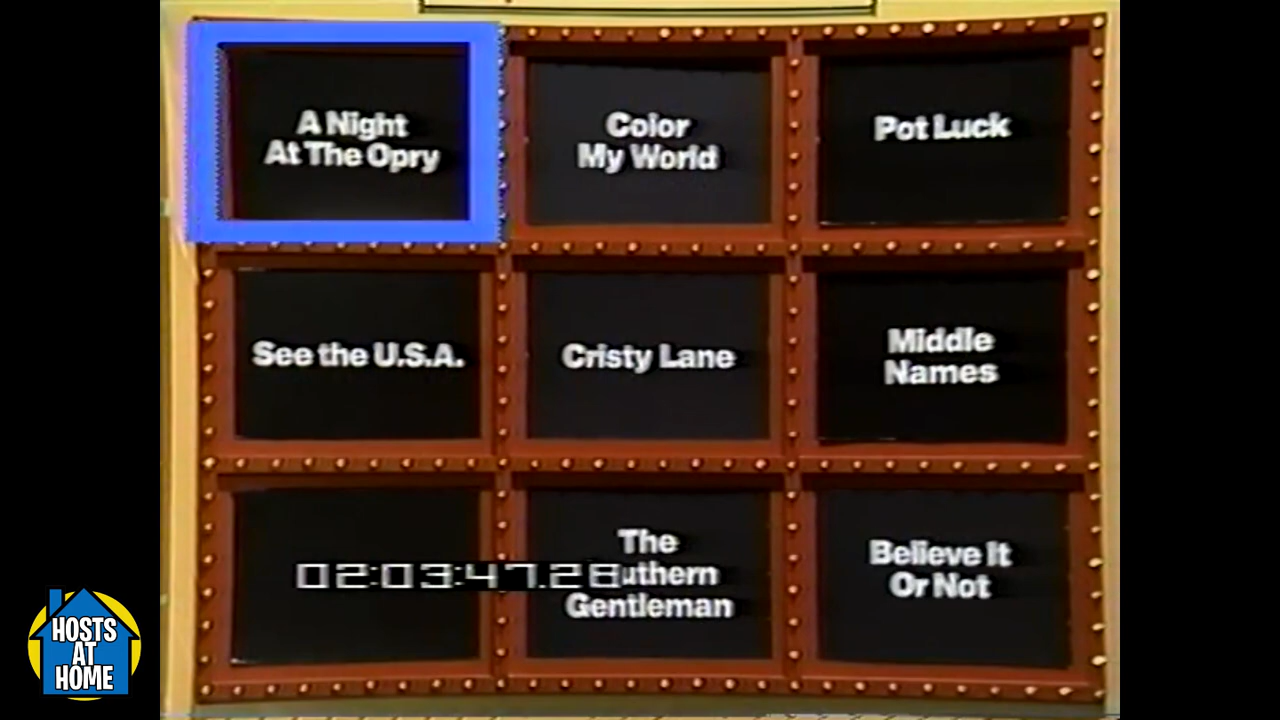 A Night
At The Opry
Color
My World
Pot Luck
See the U.S.A.
Cristy Lane
Middle
Names
02:03:47.28
The
uthern
Gentleman
Believe It
Or Not
HOSTS
AT
HOME